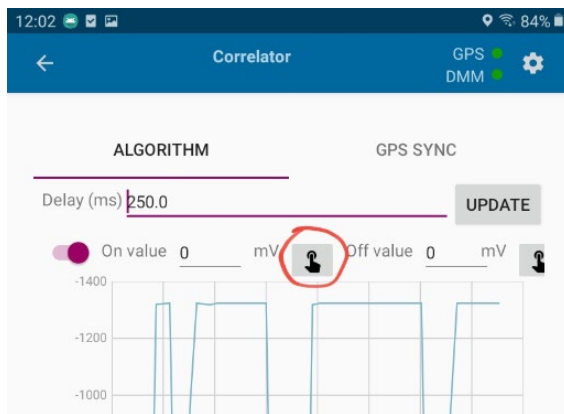 12:02 84%
Correlator
GPS
DMM
ALGORITHM GPS SYNC
Delay (ms) 250.0 UPDATE
On value 0 mV Off value 0 mV
-1400
-1200
-1000